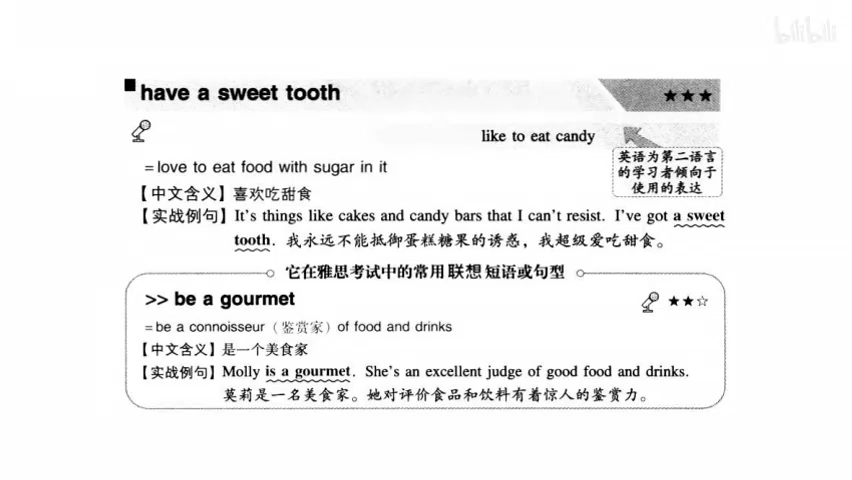 bilibili
■ have a sweet tooth ★★★
like to eat candy
英语为第二语言
的学习者倾向于
使用的表达
=love to eat food with sugar in it
【中文含义】喜欢吃甜食
【实战例句】It's things like cakes and candy bars that I can't resist. I've got a sweet
tooth. 我永远不能抵御蛋糕糖果的诱惑，我超级爱吃甜食。
它在雅思考试中的常用联想短语或句型
>> be a gourmet ★★☆
=be a connoisseur（鉴赏家）of food and drinks
【中文含义】是一个美食家
【实战例句】Molly is a gourmet. She's an excellent judge of good food and drinks.
莫莉是一名美食家。她对评价食品和饮料有着惊人的鉴赏力。